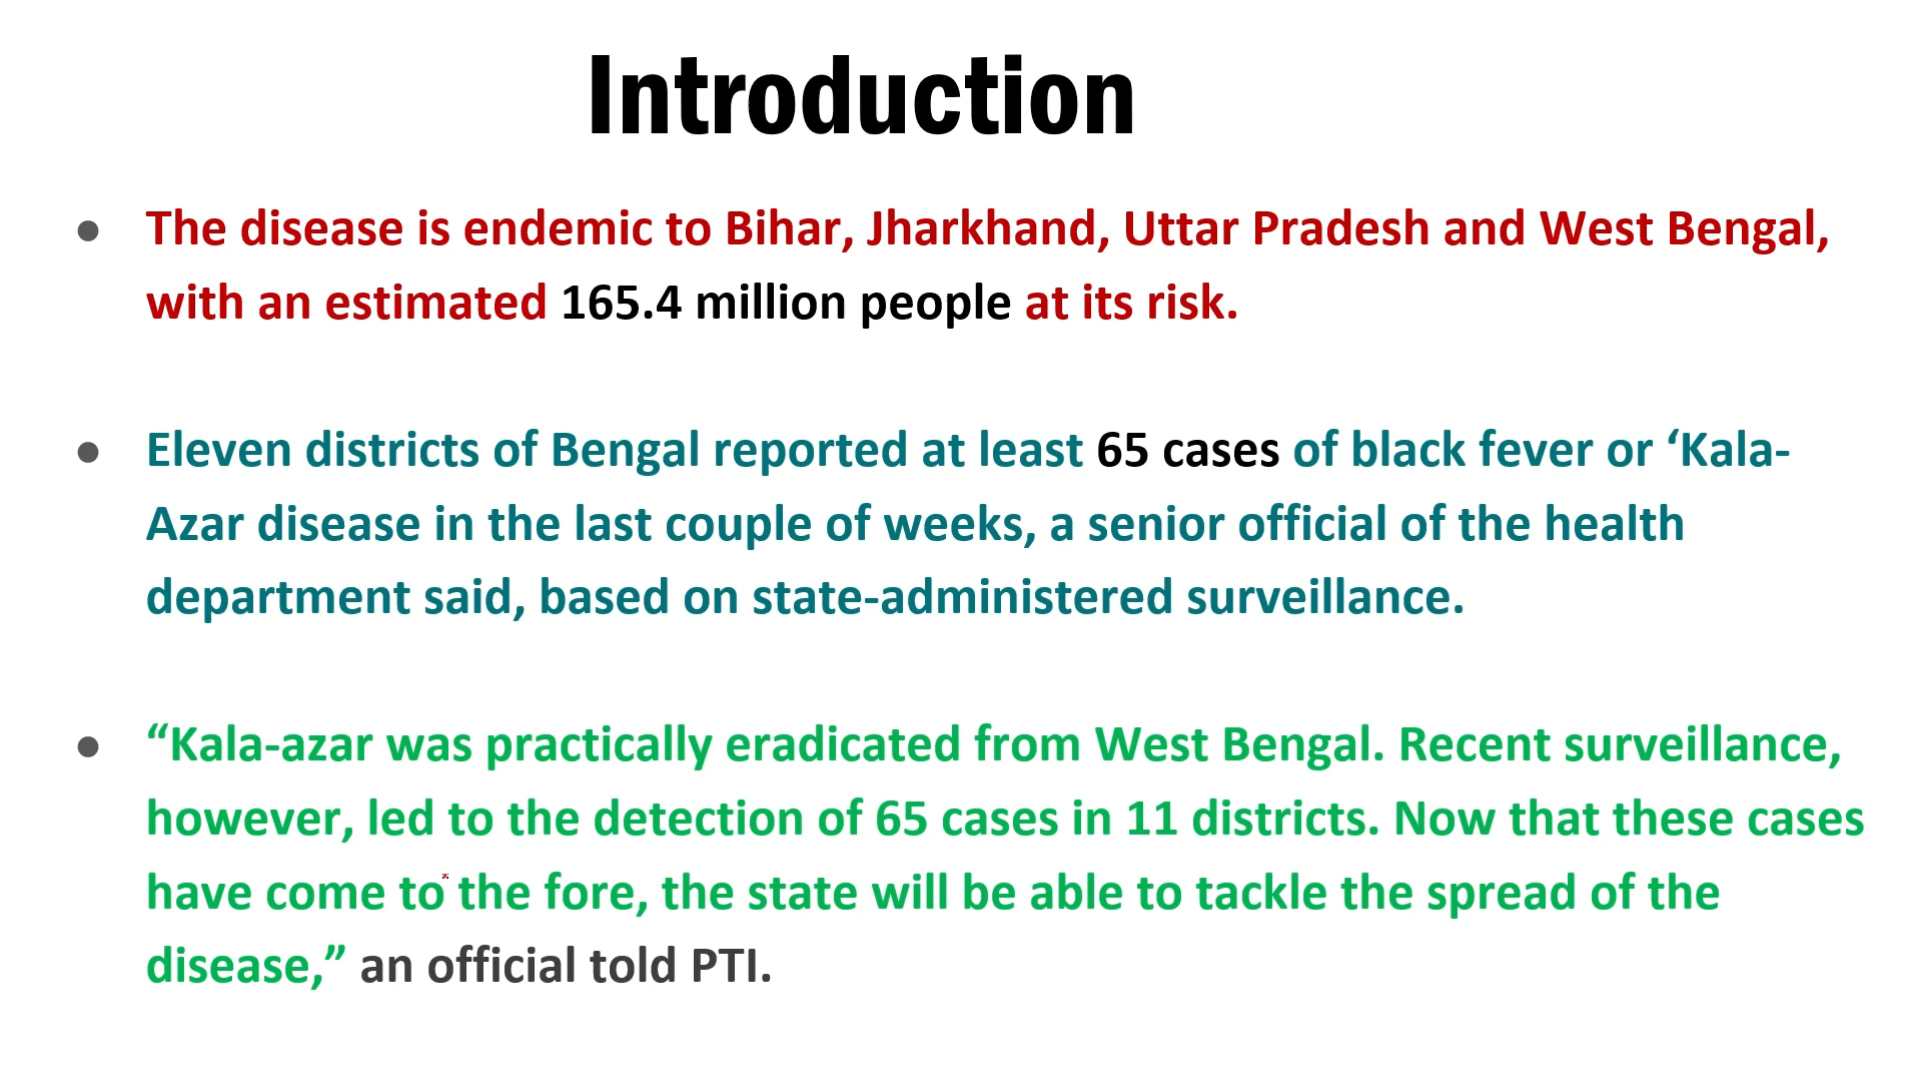 Introduction
● The disease is endemic to Bihar, Jharkhand, Uttar Pradesh and West Bengal,
with an estimated 165.4 million people at its risk.
● Eleven districts of Bengal reported at least 65 cases of black fever or ‘Kala-
Azar disease in the last couple of weeks, a senior official of the health
department said, based on state-administered surveillance.
● “Kala-azar was practically eradicated from West Bengal. Recent surveillance,
however, led to the detection of 65 cases in 11 districts. Now that these cases
have come to the fore, the state will be able to tackle the spread of the
disease,” an official told PTI.